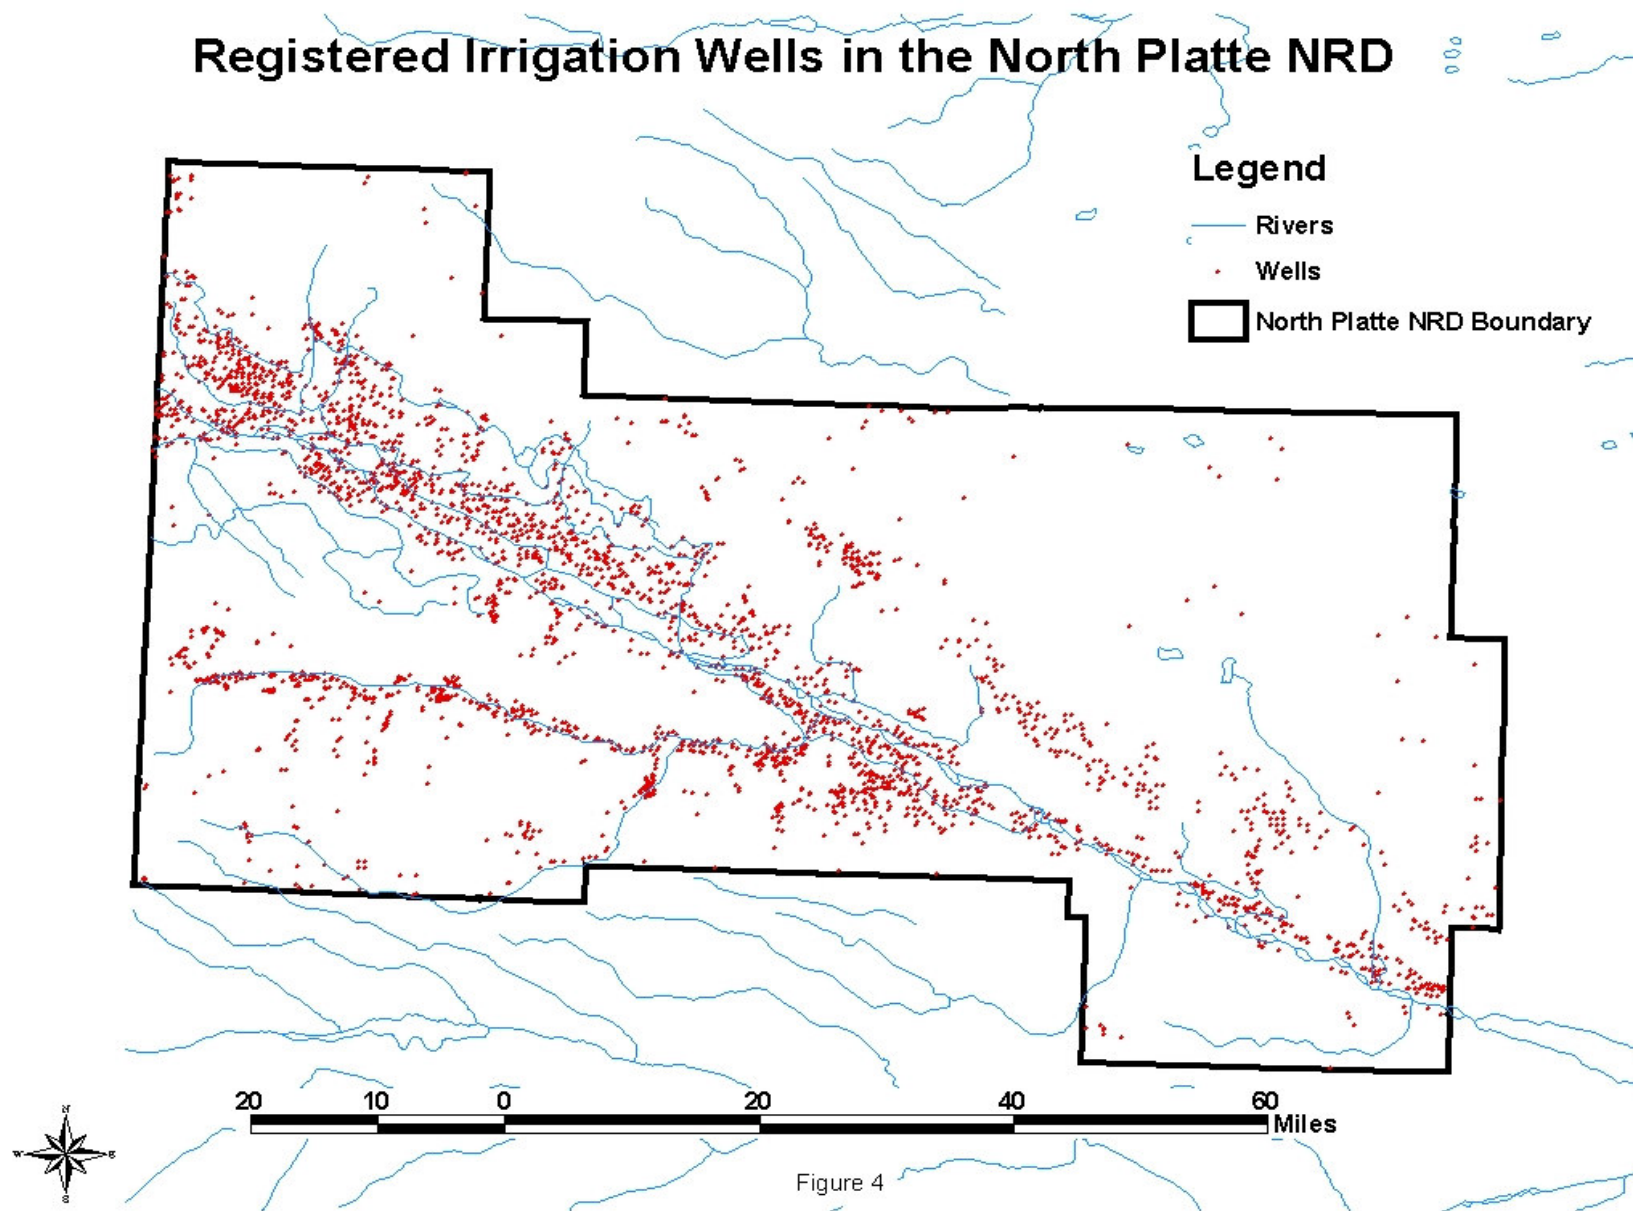 Registered Irrigation Wells in the North Platte NRD
Legend
Rivers
Wells
North Platte NRD Boundary
20 10 0 20 40 60
Miles
N
W E
S
Figure 4